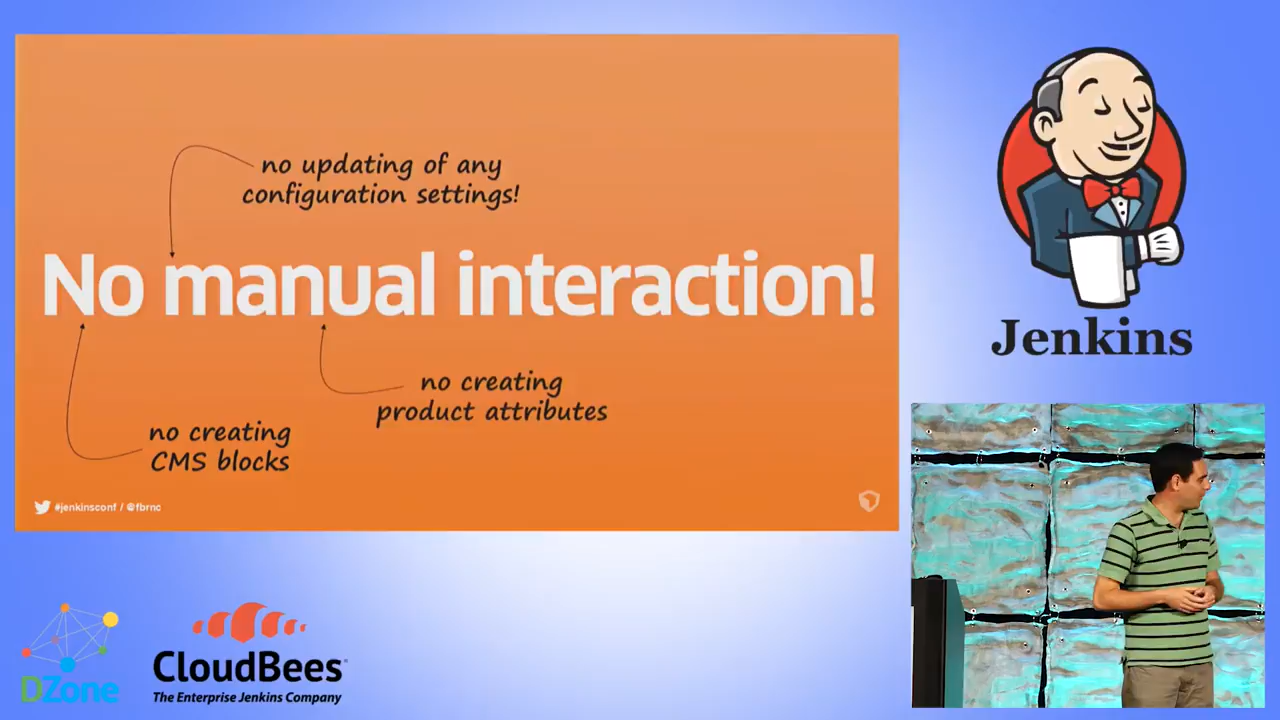 no updating of any
configuration settings!
No manual interaction!
no creating
product attributes
no creating
CMS blocks
#jenkinsconf / @fbrnc
Jenkins
DZone
CloudBees
The Enterprise Jenkins Company